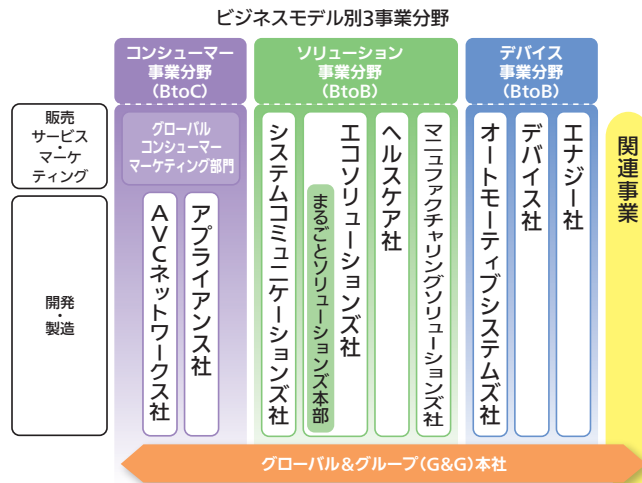 ビジネスモデル別3事業分野
コンシューマー
事業分野
(BtoC)
ソリューション
事業分野
(BtoB)
デバイス
事業分野
(BtoB)
販売
サービス
・
マーケ
ティング
グローバル
コンシューマー
マーケティング部門
開発
・
製造
AVCネットワークス社
アプライアンス社
システムコミュニケーションズ社
まるごとソリューションズ本部
エコソリューションズ社
ヘルスケア社
マニュファクチャリングソリューションズ社
オートモーティブシステムズ社
デバイス社
エナジー社
関連事業
グローバル&グループ(G&G)本社